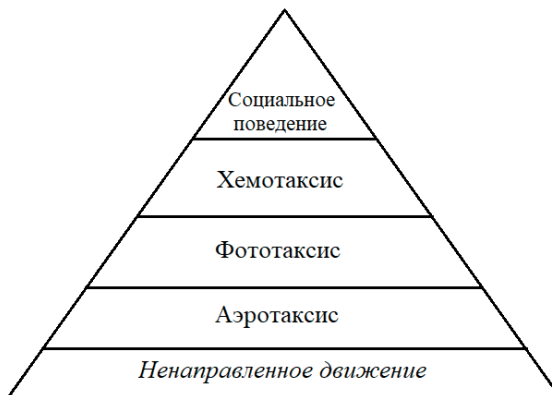 Социальное
поведение
Хемотаксис
Фототаксис
Аэротаксис
Ненаправленное движение